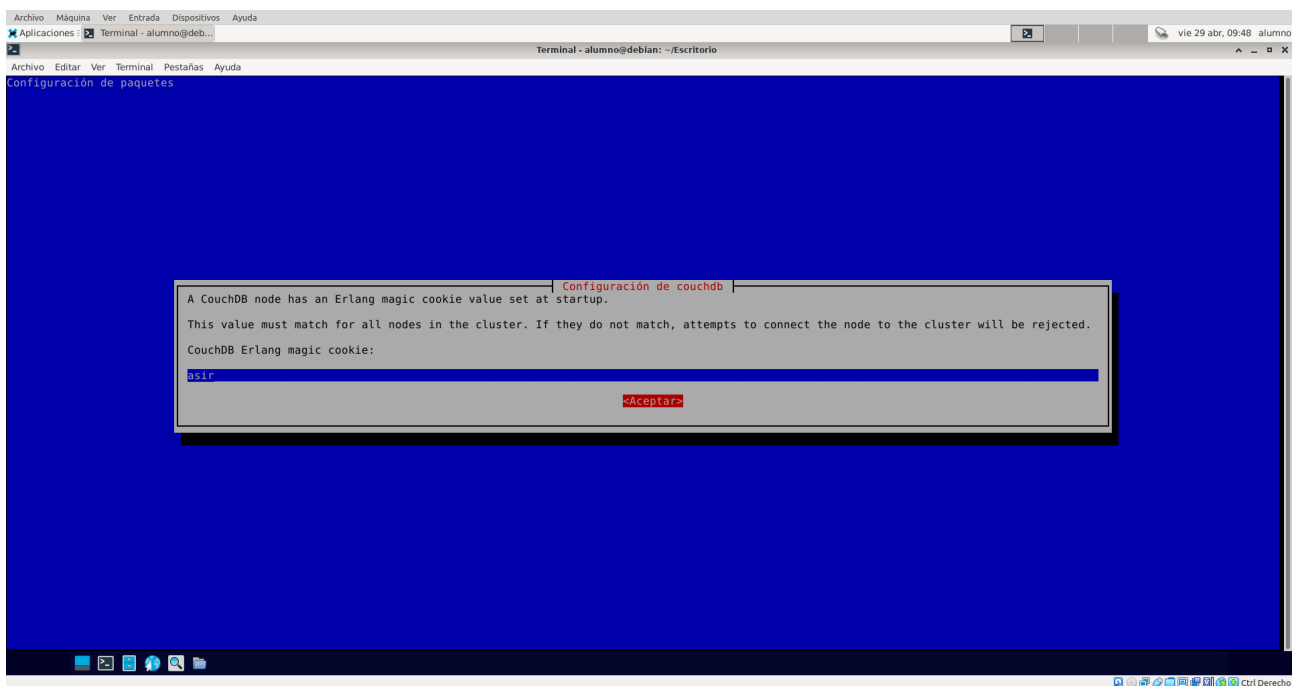 Archivo Máquina Ver Entrada Dispositivos Ayuda
Aplicaciones Terminal - alumno@deb... vie 29 abr, 09:48 alumno
Terminal - alumno@debian: ~/Escritorio
Archivo Editar Ver Terminal Pestañas Ayuda
Configuración de paquetes
Configuración de couchdb
A CouchDB node has an Erlang magic cookie value set at startup.
This value must match for all nodes in the cluster. If they do not match, attempts to connect the node to the cluster will be rejected.
CouchDB Erlang magic cookie:
asir
<Aceptar>
Ctrl Derecho